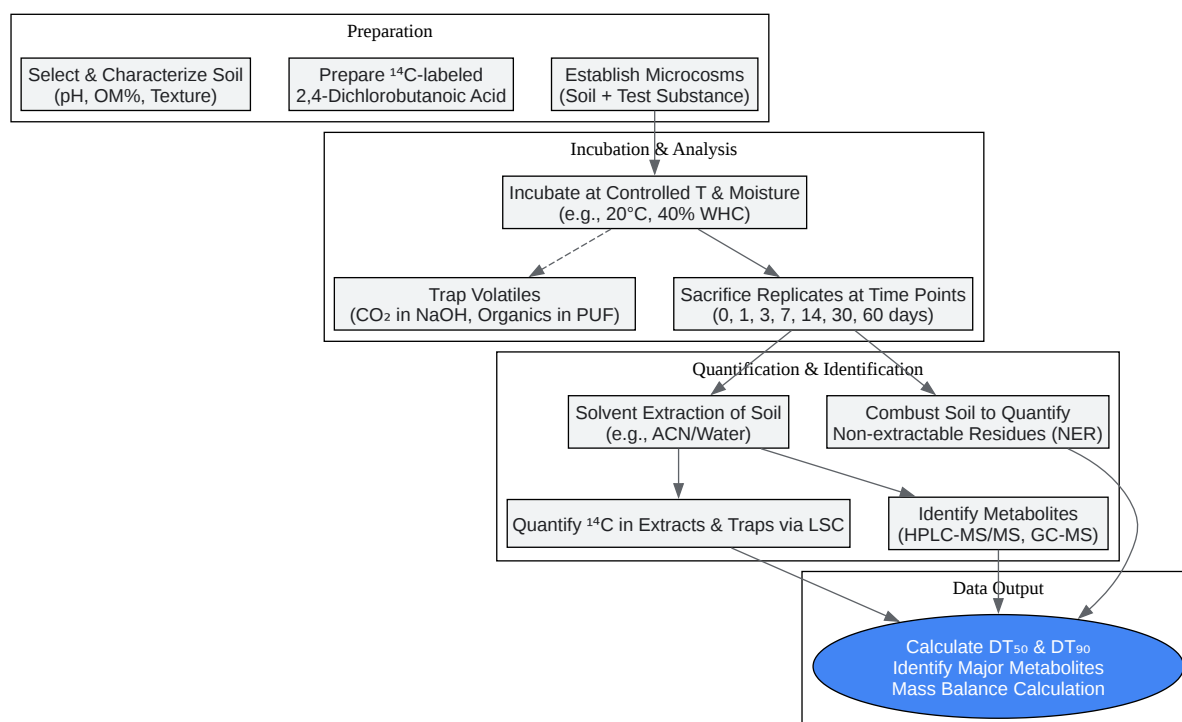 Preparation
Select & Characterize Soil
(pH, OM%, Texture)
Prepare ¹⁴C-labeled
2,4-Dichlorobutanoic Acid
Establish Microcosms
(Soil + Test Substance)
Incubation & Analysis
Incubate at Controlled T & Moisture
(e.g., 20°C, 40% WHC)
Trap Volatiles
(CO₂ in NaOH, Organics in PUF)
Sacrifice Replicates at Time Points
(0, 1, 3, 7, 14, 30, 60 days)
Quantification & Identification
Solvent Extraction of Soil
(e.g., ACN/Water)
Combust Soil to Quantify
Non-extractable Residues (NER)
Quantify ¹⁴C in Extracts & Traps via LSC
Identify Metabolites
(HPLC-MS/MS, GC-MS)
Data Output
Calculate DT₅₀ & DT₉₀
Identify Major Metabolites
Mass Balance Calculation